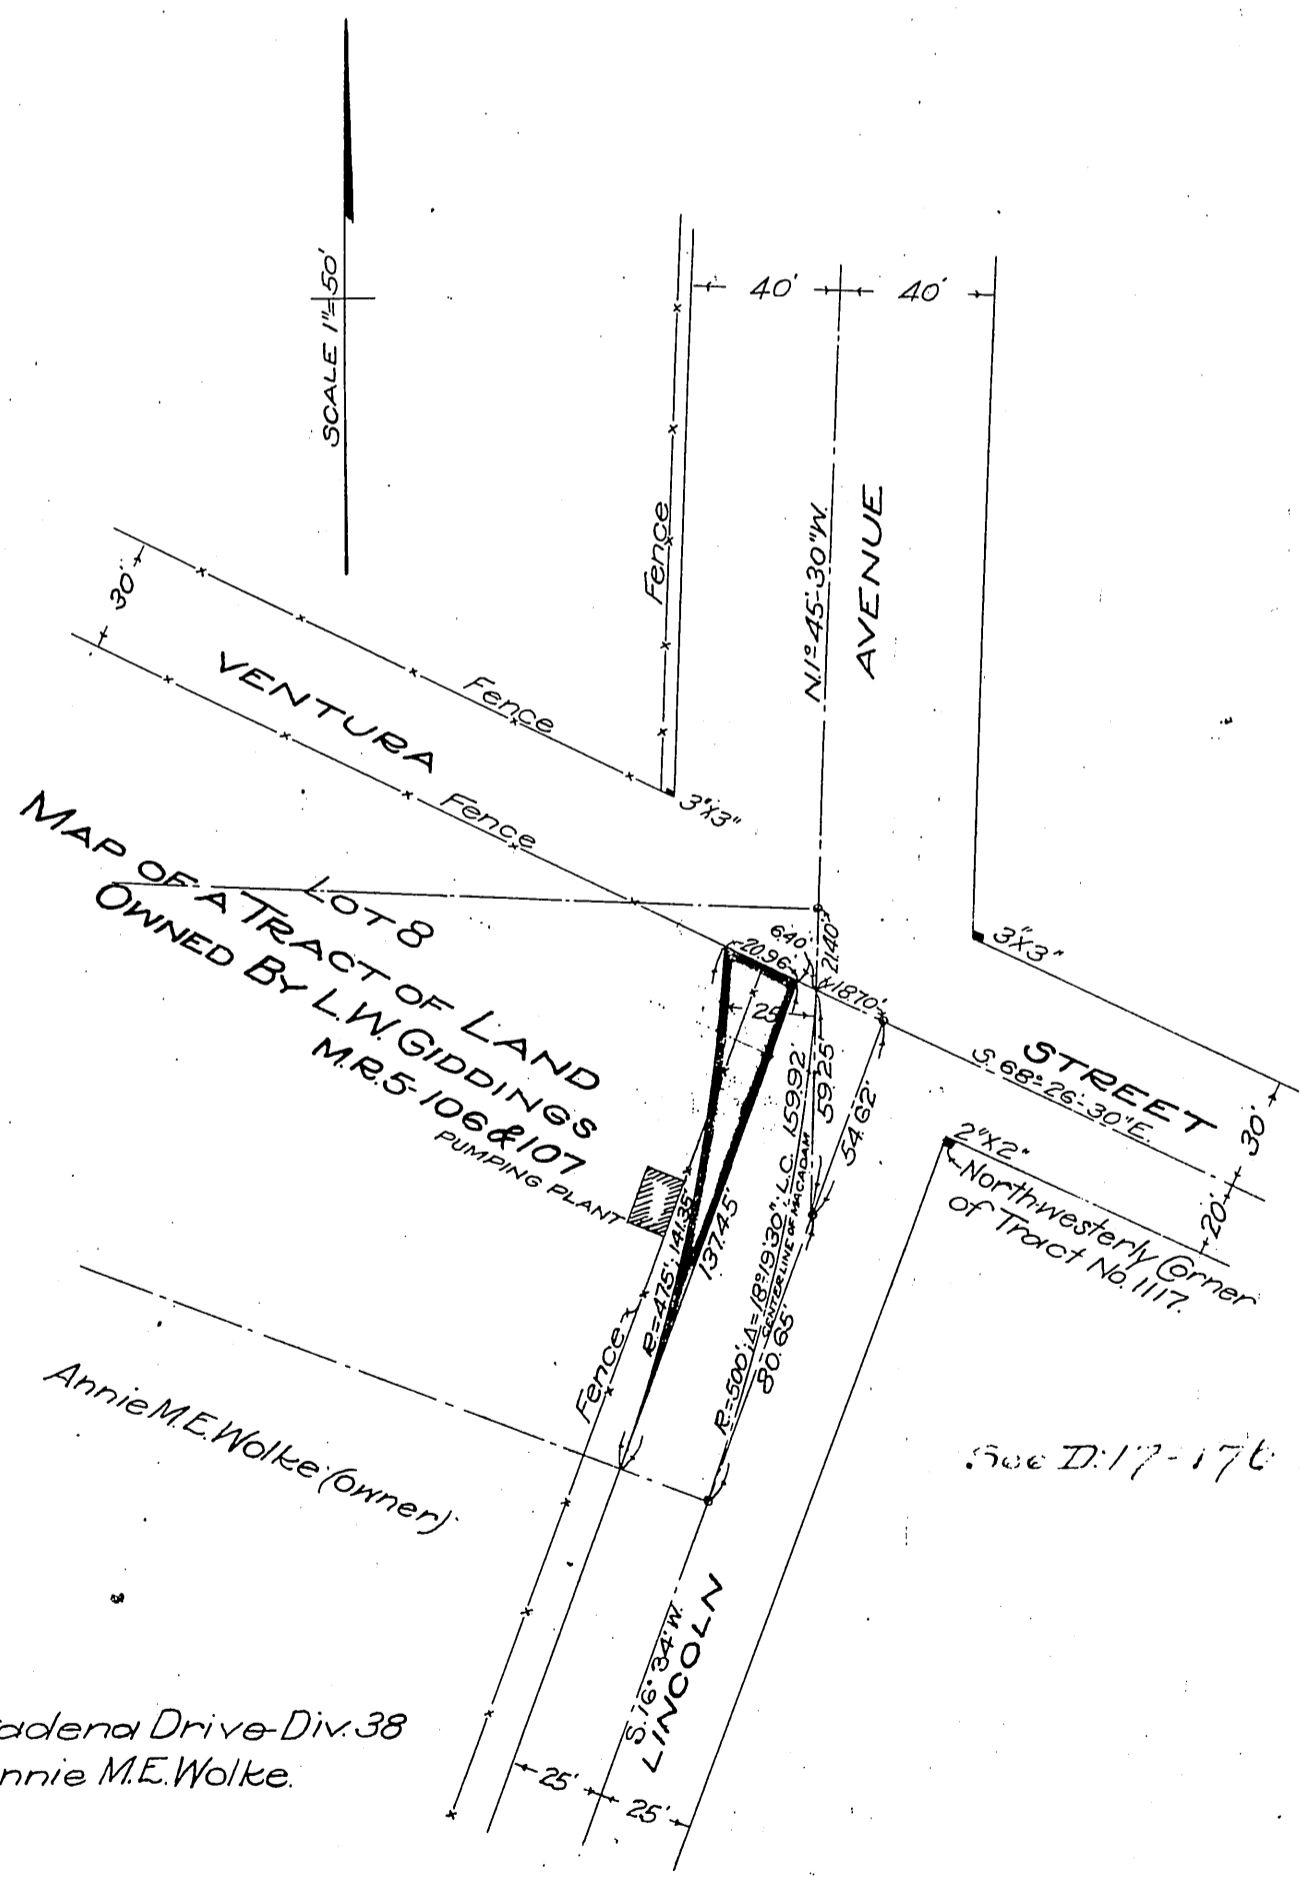 SCALE 1"=50'
40'
40'
Fence
N.1°-45'-30"W.
AVENUE
30'
VENTURA
Fence
Fence
3"X3"
LOT 8
MAP OF A TRACT OF LAND
OWNED BY L.W. GIDDINGS
M.R.5-106 & 107
PUMPING PLANT
6.40'
20.96'
21.40'
18.70'
25'
3"X3"
STREET
S.68°-26'-30"E.
30'
20'
2"X2"
Northwesterly Corner
of Tract No.1117.
59.25'
54.62'
R=500'; Δ=18°-19'30"; L.C. 159.92'
CENTER LINE OF MACADAM
80.65'
137.45'
R=475'; 141.35'
Fence
Annie M.E. Wolke (owner)
See D:17-176
S.16°34'W.
LINCOLN
25'
25'
adena Drive-Div.38
nnie M.E. Wolke.